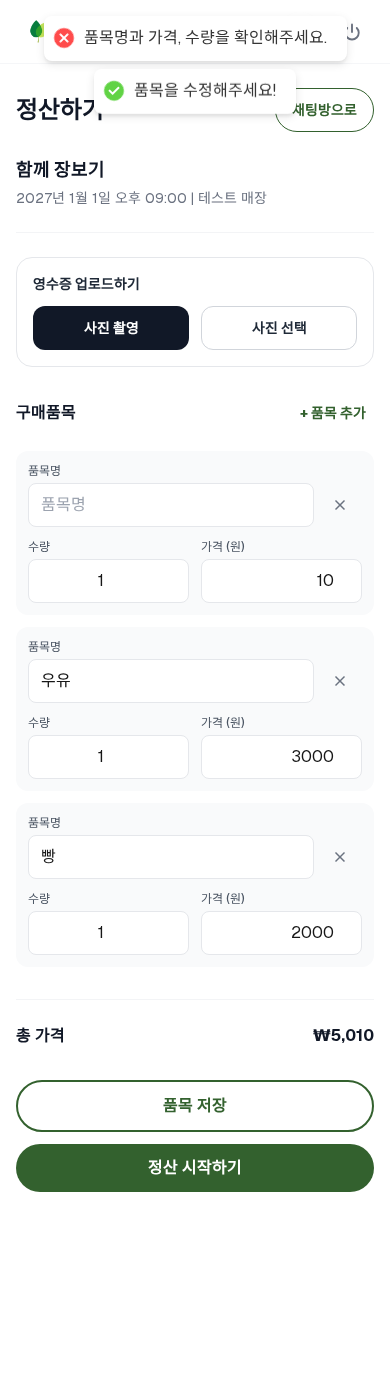 품목명과 가격, 수량을 확인해주세요.
품목을 수정해주세요!
정산하기
채팅방으로
함께 장보기
2027년 1월 1일 오후 09:00 | 테스트 매장
영수증 업로드하기
사진 촬영
사진 선택
구매품목
+ 품목 추가
품목명
품목명
수량
가격 (원)
1
10
품목명
우유
수량
가격 (원)
1
3000
품목명
빵
수량
가격 (원)
1
2000
총 가격
₩5,010
품목 저장
정산 시작하기